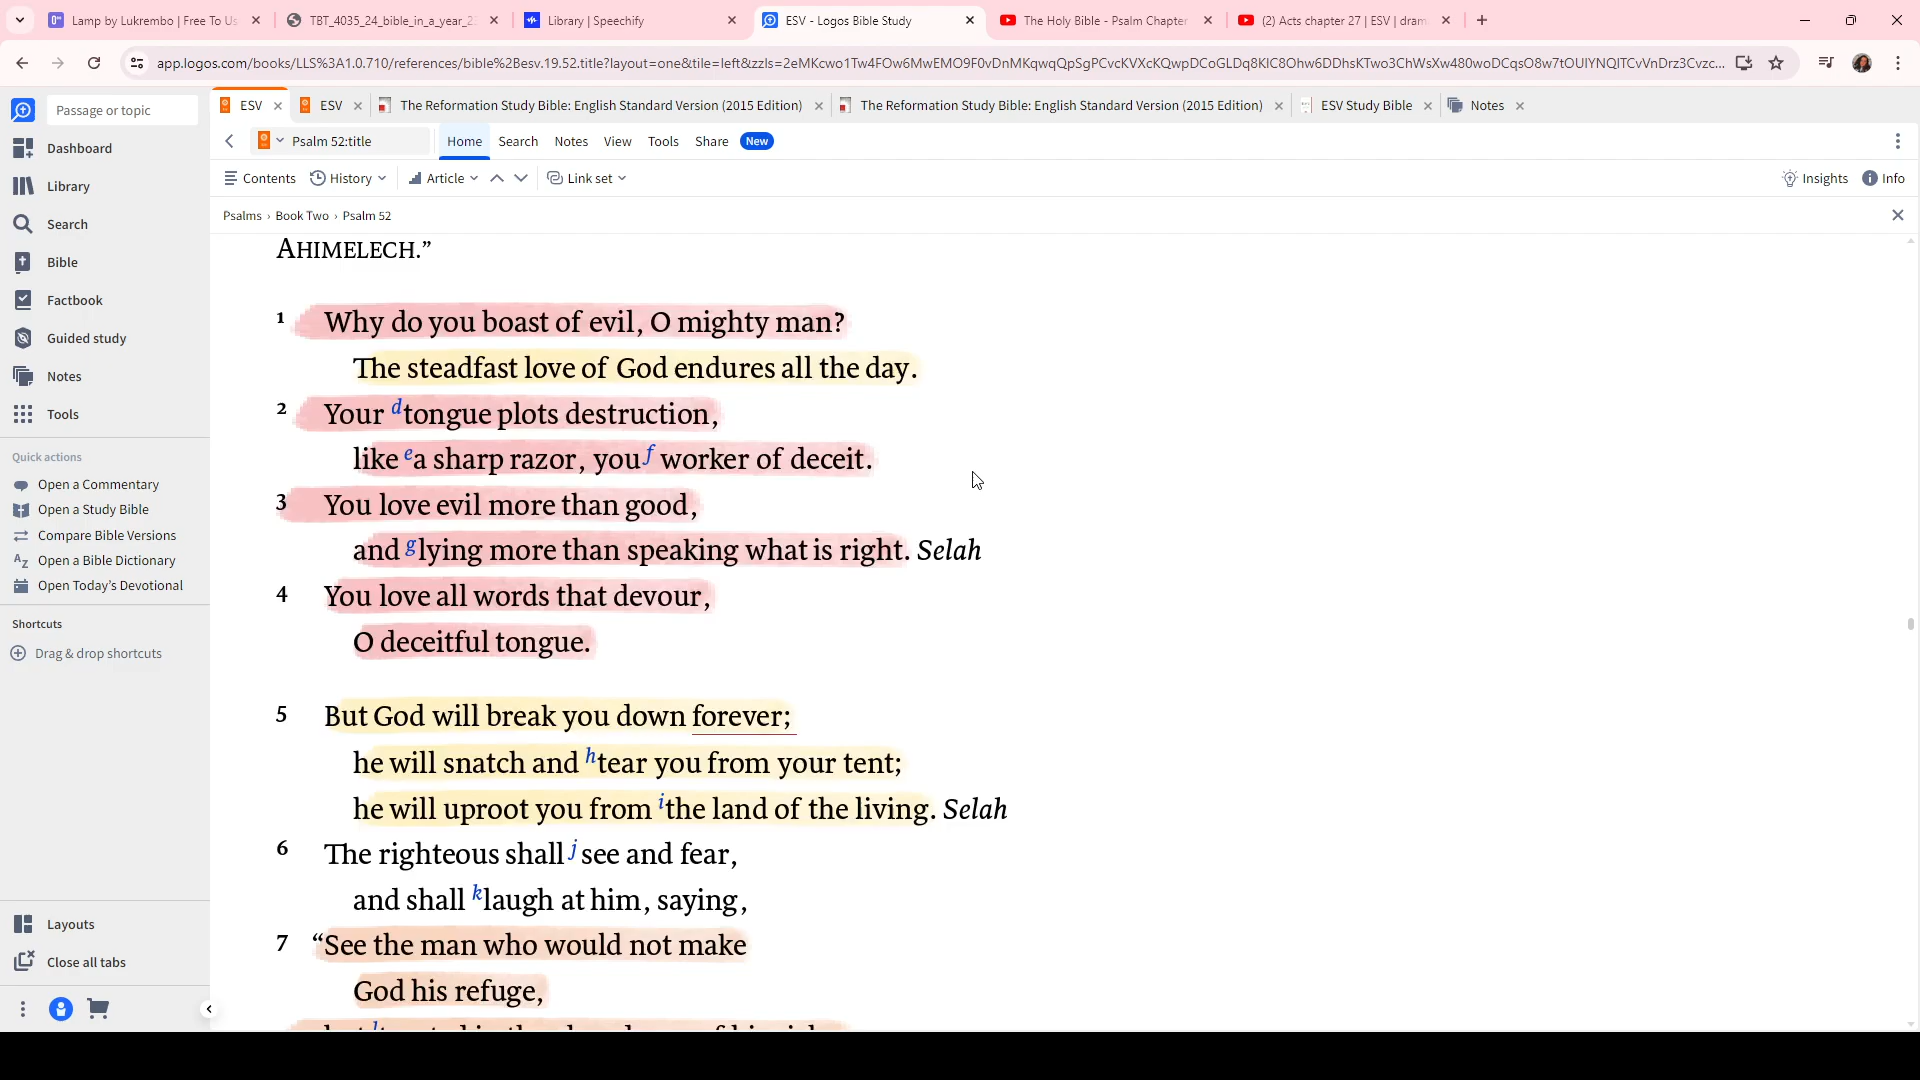 Lamp by Lukrembo | Free To Us
TBT_4035_24_bible_in_a_year_2
Library | Speechify
ESV - Logos Bible Study
The Holy Bible - Psalm Chapter
(2) Acts chapter 27 | ESV | dram
app.logos.com/books/LLS%3A1.0.710/references/bible%2Besv.19.52.title?layout=one&tile=left&zzls=2eMKcwo1Tw4FOw6MwEMO9F0vDnMKqwqQpSgPCvcKVXcKQwpDCoGLDq8KlC8Ohw6DDhsKTwo3ChWsXw480woDCqsO8w7tOUlYNQlTCvVnDrz3Cvzc...
Passage or topic
ESV
ESV
The Reformation Study Bible: English Standard Version (2015 Edition)
The Reformation Study Bible: English Standard Version (2015 Edition)
ESV Study Bible
Notes
Psalm 52:title
Home
Search
Notes
View
Tools
Share
New
Contents
History
Article
Link set
Insights
Info
Psalms › Book Two › Psalm 52
Dashboard
Library
Search
Bible
Factbook
Guided study
Notes
Tools
Quick actions
Open a Commentary
Open a Study Bible
Compare Bible Versions
Open a Bible Dictionary
Open Today's Devotional
Shortcuts
Drag & drop shortcuts
Layouts
Close all tabs
AHIMELECH.”
1 Why do you boast of evil, O mighty man?
The steadfast love of God endures all the day.
2 Your d tongue plots destruction,
like e a sharp razor, you f worker of deceit.
3 You love evil more than good,
and g lying more than speaking what is right. Selah
4 You love all words that devour,
O deceitful tongue.
5 But God will break you down forever;
he will snatch and h tear you from your tent;
he will uproot you from i the land of the living. Selah
6 The righteous shall j see and fear,
and shall k laugh at him, saying,
7 “See the man who would not make
God his refuge,